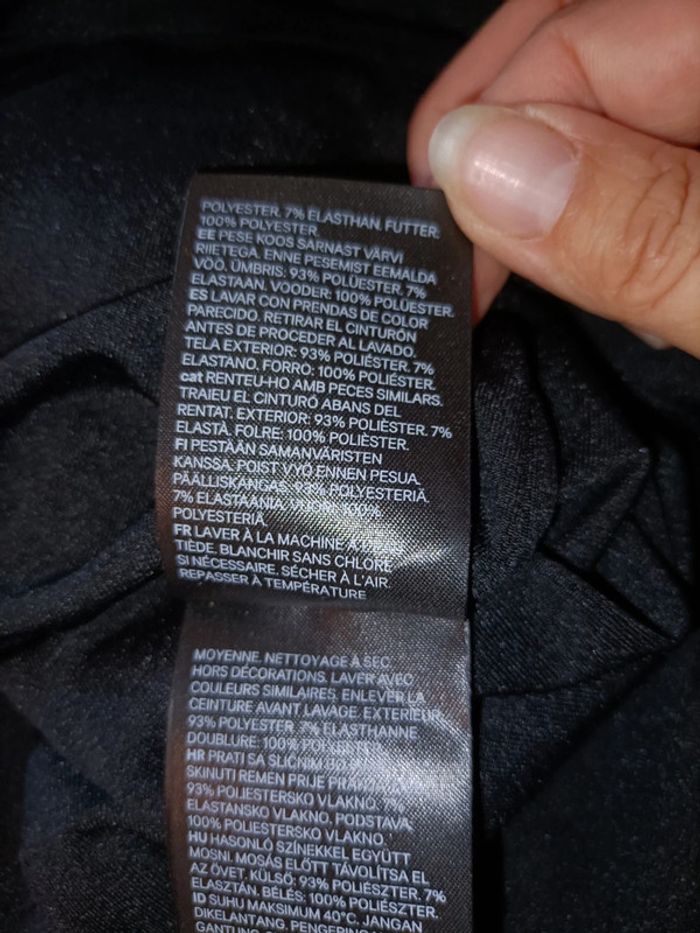 POLYESTER. 7% ELASTHAN. FUTTER:
100% POLYESTER
EE PESE KOOS SARNAST VÄRVI
RIIETEGA. ENNE PESEMIST EEMALDA
VÖÖ. ÜMBRIS: 93% POLÜESTER. 7%
ELASTAAN. VOODER: 100% POLÜESTER.
ES LAVAR CON PRENDAS DE COLOR
PARECIDO. RETIRAR EL CINTURÓN
ANTES DE PROCEDER AL LAVADO.
TELA EXTERIOR: 93% POLIÉSTER. 7%
ELASTANO. FORRO: 100% POLIÉSTER.
cat RENTEU-HO AMB PECES SIMILARS.
TRAIEU EL CINTURÓ ABANS DEL
RENTAT. EXTERIOR: 93% POLIÈSTER. 7%
ELASTÀ. FOLRE: 100% POLIÈSTER.
FI PESTÄÄN SAMANVÄRISTEN
KANSSA. POIST VYÖ ENNEN PESUA.
PÄÄLLISKANGAS: 93% POLYESTERIÄ.
7% ELASTAANIA. VUORI: 100%
POLYESTERIÄ.
FR LAVER À LA MACHINE À
TIÈDE. BLANCHIR SANS CHLORE
SI NÉCESSAIRE. SÉCHER À L'AIR.
REPASSER À TEMPÉRATURE
MOYENNE. NETTOYAGE À SEC
HORS DÉCORATIONS. LAVER AVEC
COULEURS SIMILAIRES. ENLEVER LA
CEINTURE AVANT LAVAGE. EXTÉRIEUR:
93% POLYESTER. 7% ÉLASTHANNE
DOUBLURE: 100% POLYESTER
HR PRATI SA SLIČNIM
SKINUTI REMEN PRIJE
93% POLIESTERSKO VLAKNO. 7%
ELASTANSKO VLAKNO. PODSTAVA:
100% POLIESTERSKO VLAKNO.
HU HASONLÓ SZÍNEKKEL EGYÜTT
MOSNI. MOSÁS ELŐTT TÁVOLÍTSA EL
AZ ÖVET. KÜLSŐ: 93% POLIÉSZTER. 7%
ELASZTÁN. BÉLÉS: 100% POLIÉSZTER.
ID SUHU MAKSIMUM 40°C. JANGAN
DIKELANTANG.